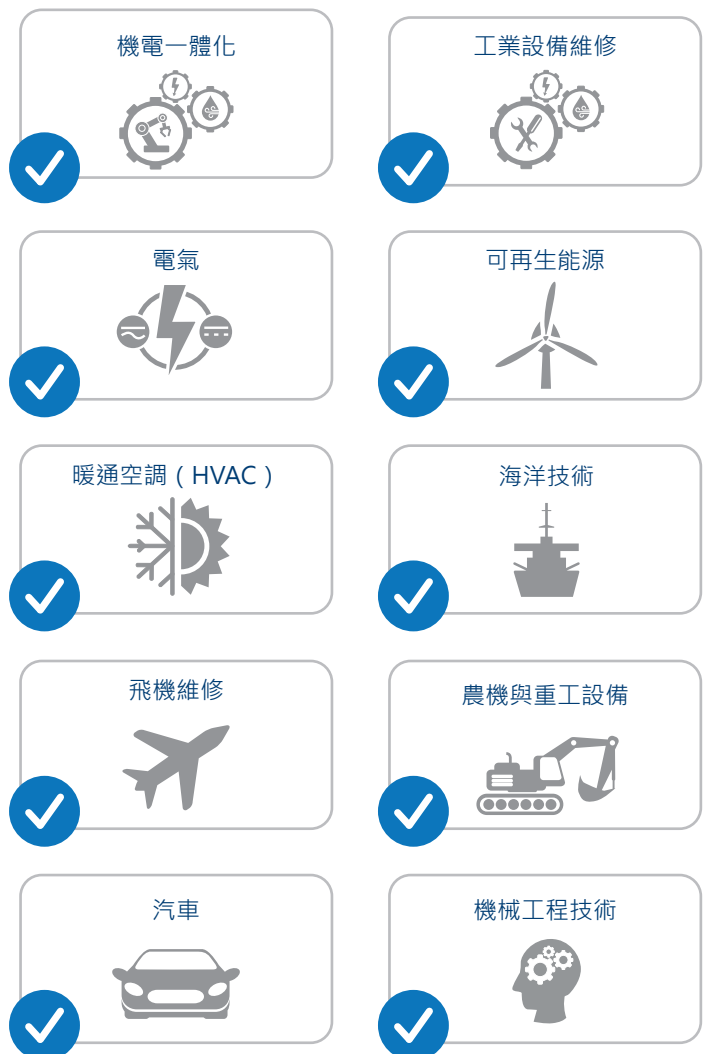 機電一體化
工業設備維修
電氣
可再生能源
暖通空調（HVAC）
海洋技術
飛機維修
農機與重工設備
汽車
機械工程技術